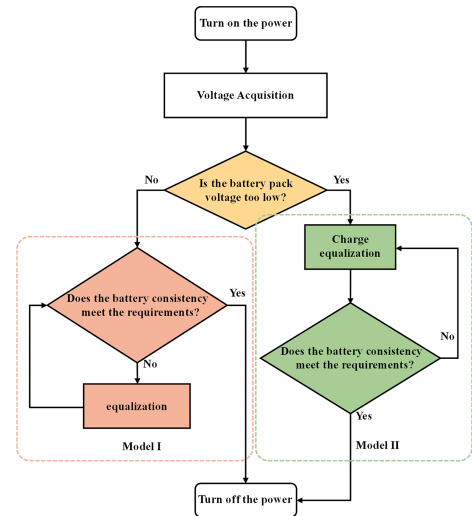 Turn on the power
Voltage Acquisition
Is the battery pack
voltage too low?
No
Yes
Charge
equalization
Does the battery consistency
meet the requirements?
Yes
No
equalization
Model I
Does the battery consistency
meet the requirements?
No
Yes
Model II
Turn off the power